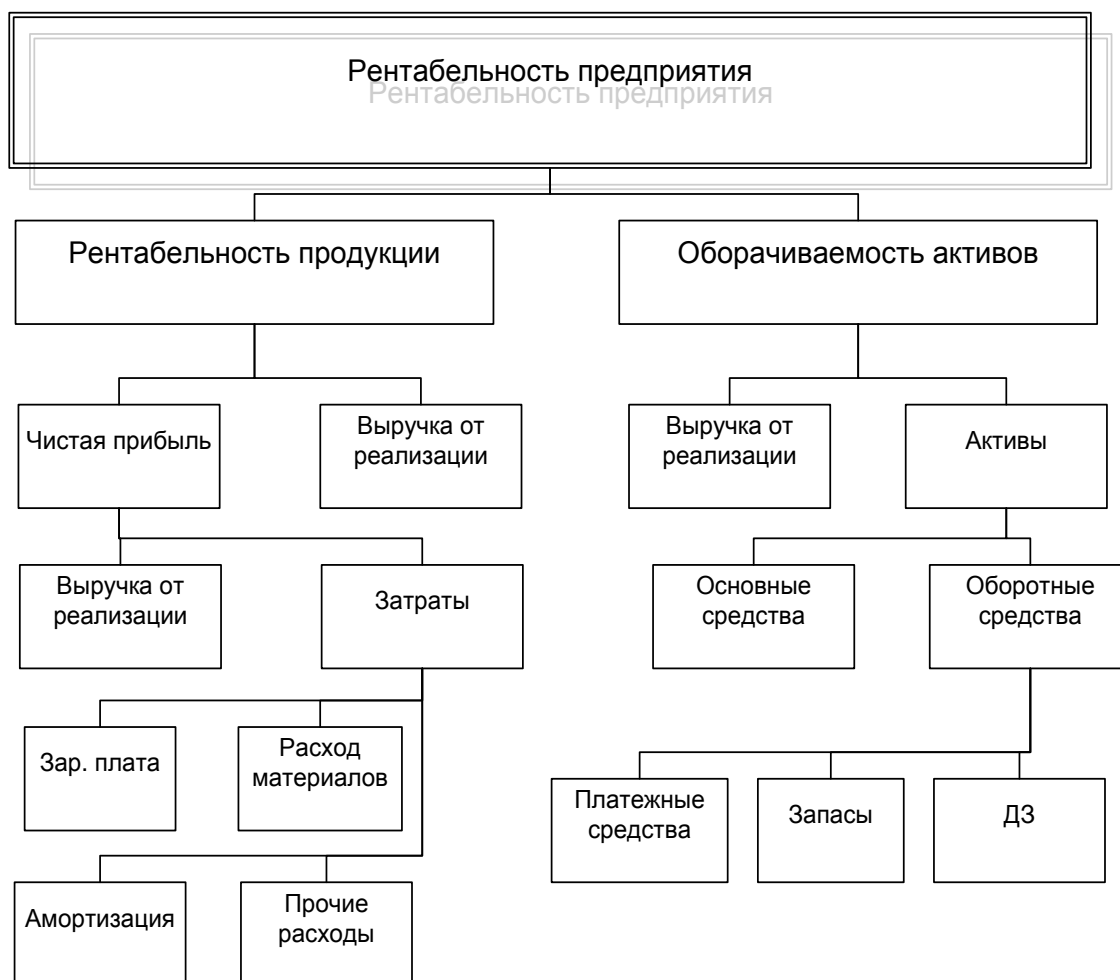 Рентабельность предприятия
Рентабельность предприятия
Рентабельность продукции
Оборачиваемость активов
Чистая прибыль
Выручка от
реализации
Выручка от
реализации
Активы
Выручка от
реализации
Затраты
Основные
средства
Оборотные
средства
Зар. плата
Расход
материалов
Платежные
средства
Запасы
ДЗ
Амортизация
Прочие
расходы